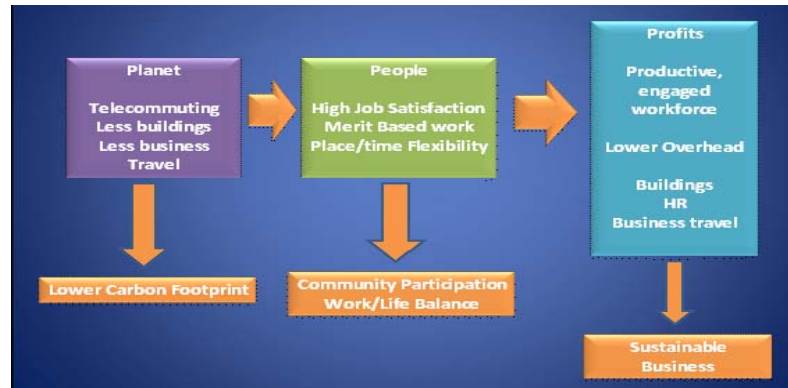 Planet
Telecommuting
Less buildings
Less business
Travel
Lower Carbon Footprint
People
High Job Satisfaction
Merit Based work
Place/time Flexibility
Community Participation
Work/Life Balance
Profits
Productive,
engaged
workforce
Lower Overhead
Buildings
HR
Business travel
Sustainable
Business